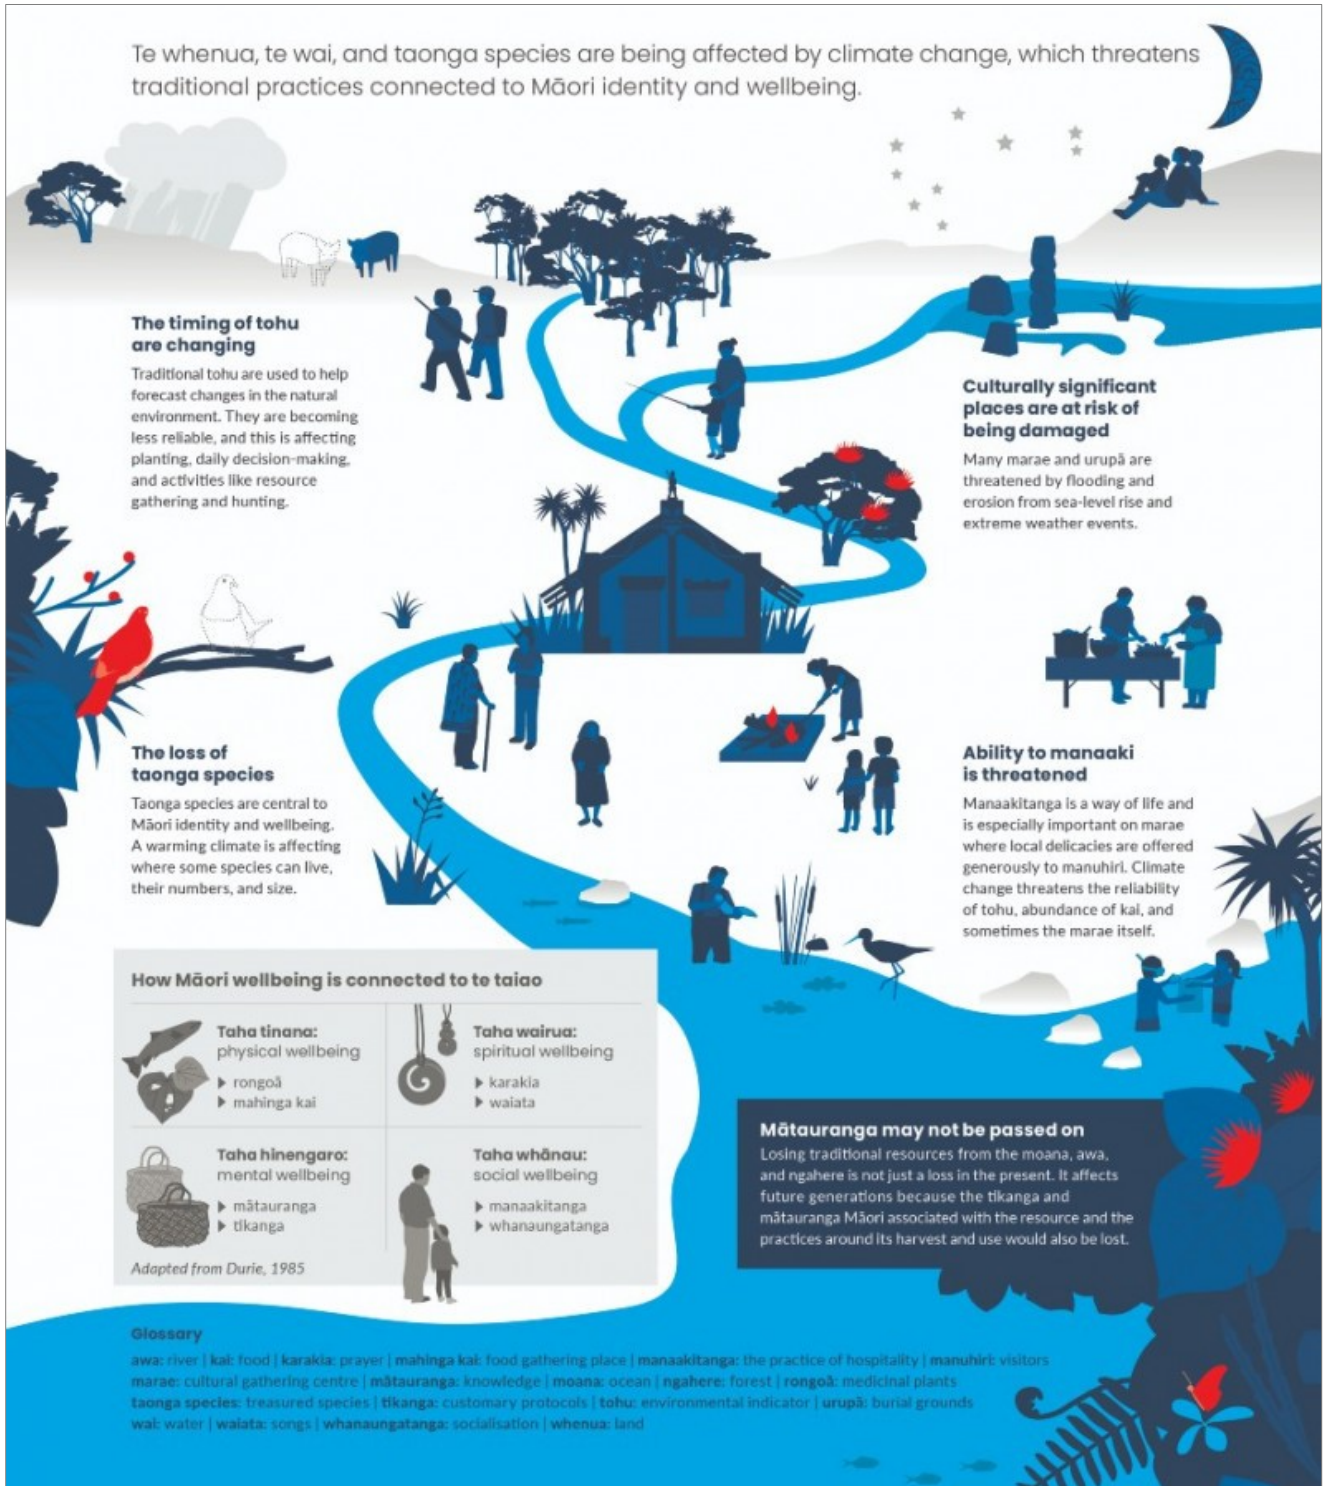 Te whenua, te wai, and taonga species are being affected by climate change, which threatens
traditional practices connected to Māori identity and wellbeing.
The timing of tohu
are changing
Traditional tohu are used to help
forecast changes in the natural
environment. They are becoming
less reliable, and this is affecting
planting, daily decision-making,
and activities like resource
gathering and hunting.
Culturally significant
places are at risk of
being damaged
Many marae and urupā are
threatened by flooding and
erosion from sea-level rise and
extreme weather events.
The loss of
taonga species
Taonga species are central to
Māori identity and wellbeing.
A warming climate is affecting
where some species can live,
their numbers, and size.
Ability to manaaki
is threatened
Manaakitanga is a way of life and
is especially important on marae
where local delicacies are offered
generously to manuhiri. Climate
change threatens the reliability
of tohu, abundance of kai, and
sometimes the marae itself.
How Māori wellbeing is connected to te taiao
Taha tinana:
physical wellbeing
rongoā
mahinga kai
Taha wairua:
spiritual wellbeing
karakia
waiata
Taha hinengaro:
mental wellbeing
mātauranga
tikanga
Taha whānau:
social wellbeing
manaakitanga
whanaungatanga
Adapted from Durie, 1985
Mātauranga may not be passed on
Losing traditional resources from the moana, awa,
and ngahere is not just a loss in the present. It affects
future generations because the tikanga and
mātauranga Māori associated with the resource and the
practices around its harvest and use would also be lost.
Glossary
awa: river | kai: food | karakia: prayer | mahinga kai: food gathering place | manaakitanga: the practice of hospitality | manuhiri: visitors
marae: cultural gathering centre | mātauranga: knowledge | moana: ocean | ngahere: forest | rongoā: medicinal plants
taonga species: treasured species | tikanga: customary protocols | tohu: environmental indicator | urupā: burial grounds
wai: water | waiata: songs | whanaungatanga: socialisation | whenua: land